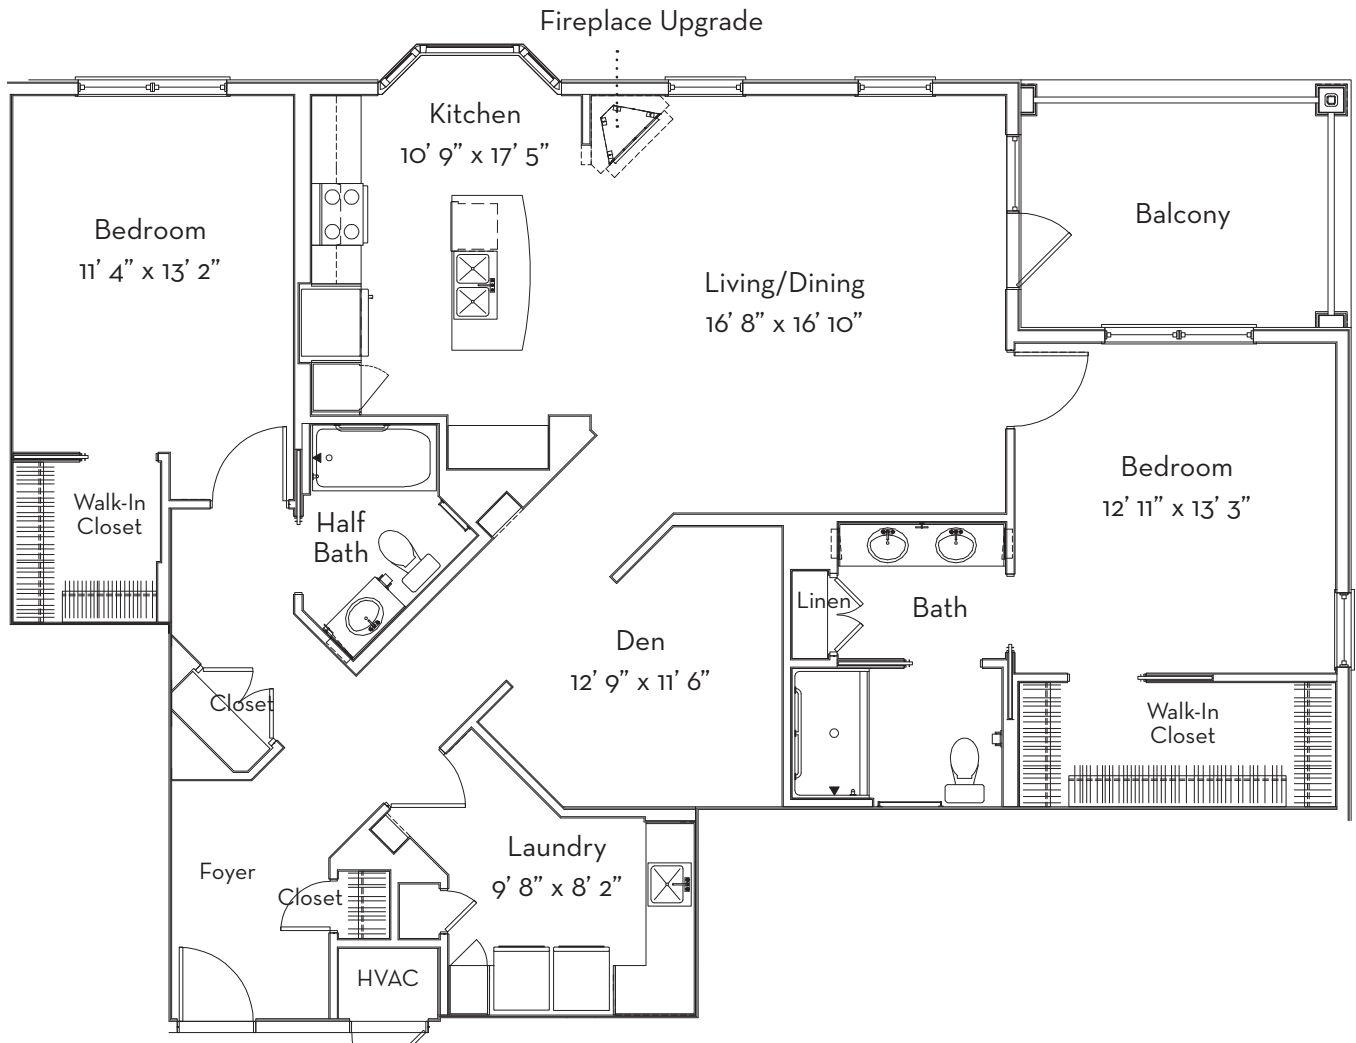 Fireplace Upgrade
Kitchen
10’ 9” x 17’ 5”
Bedroom
11’ 4” x 13’ 2”
Balcony
Living/Dining
16’ 8” x 16’ 10”
Bedroom
12’ 11” x 13’ 3”
Walk-In
Closet
Half
Bath
Linen
Bath
Den
12’ 9” x 11’ 6”
Closet
Walk-In
Closet
Laundry
9’ 8” x 8’ 2”
Foyer
Closet
HVAC